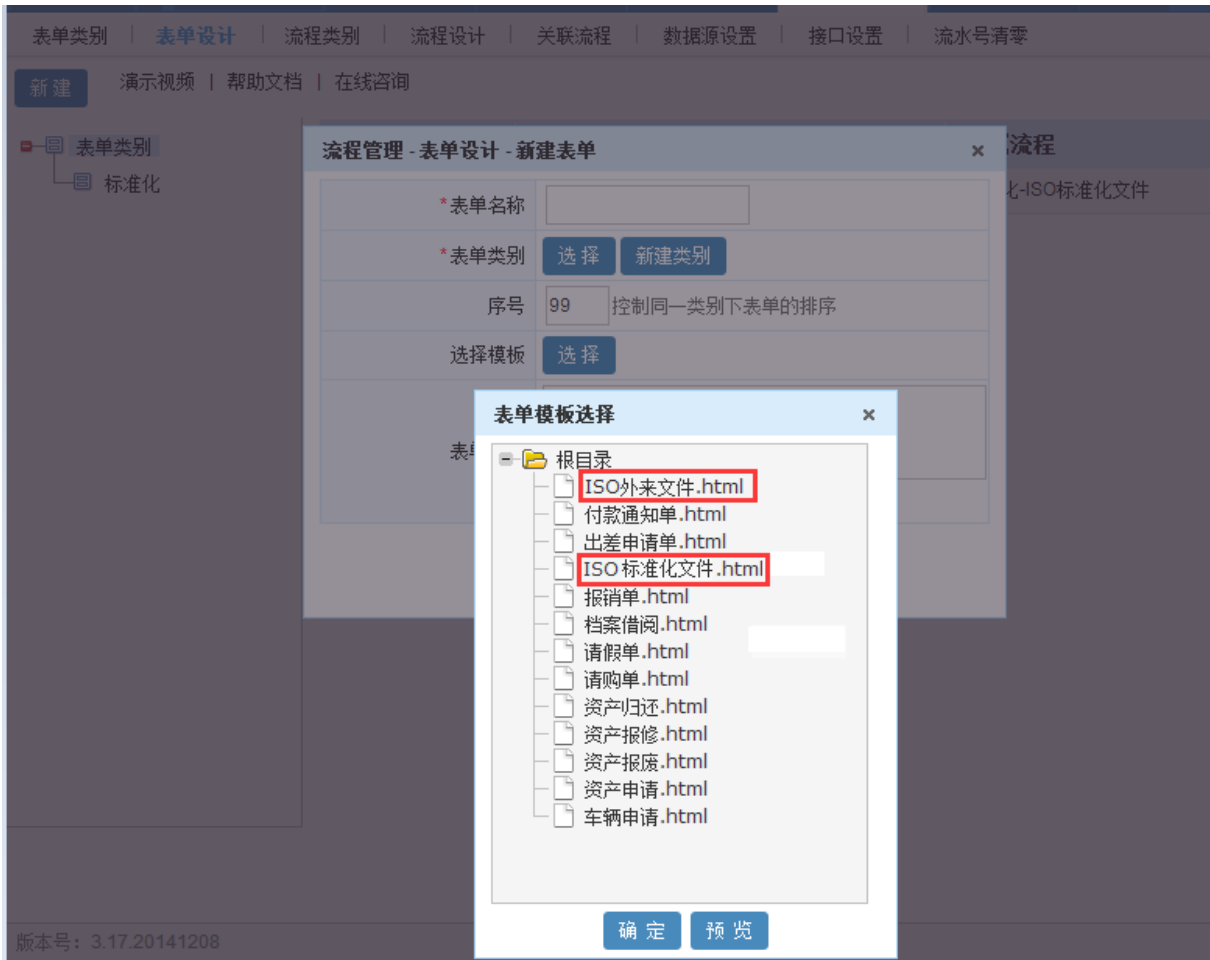 表单类别 | 表单设计 | 流程类别 | 流程设计 | 关联流程 | 数据源设置 | 接口设置 | 流水号清零
新 建 演示视频 | 帮助文档 | 在线咨询
表单类别
标准化
流程管理 - 表单设计 - 新建表单 ×
流程
-ISO标准化文件
*表单名称
*表单类别 选 择 新建类别
序号 99 控制同一类别下表单的排序
选择模板 选 择
表单模板选择 ×
表
根目录
ISO外来文件.html
付款通知单.html
出差申请单.html
ISO标准化文件.html
报销单.html
档案借阅.html
请假单.html
请购单.html
资产归还.html
资产报修.html
资产报废.html
资产申请.html
车辆申请.html
确 定 预 览
版本号：3.17.20141208